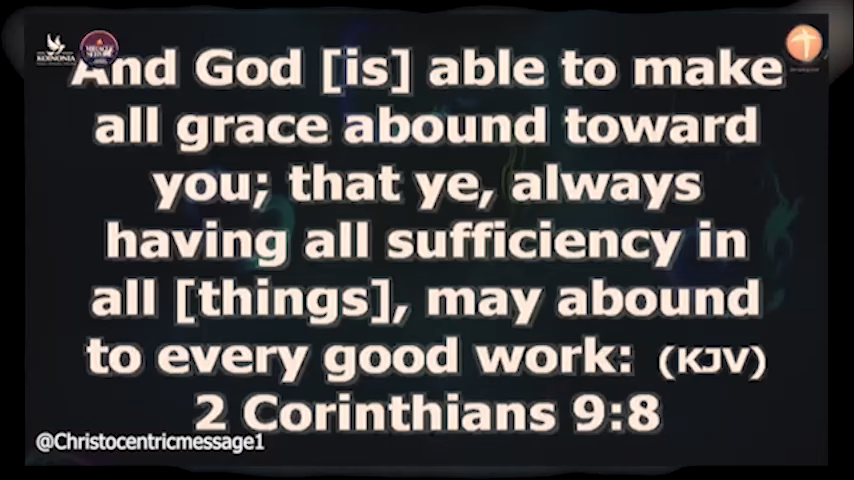 KOINONIA
MIRACLE
And God [is] able to make
all grace abound toward
you; that ye, always
having all sufficiency in
all [things], may abound
to every good work: (KJV)
2 Corinthians 9:8
@Christocentricmessage1